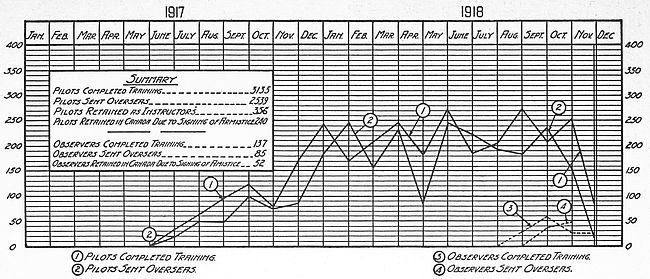 1917 1918
JAN. FEB. MAR APR. MAY JUNE JULY AUG. SEPT. OCT. NOV. DEC. JAN. FEB. MAR. APR. MAY JUNE JULY AUG. SEPT. OCT. NOV. DEC.
400 400
SUMMARY
PILOTS COMPLETED TRAINING 3135
PILOTS SENT OVERSEAS 2539
PILOTS RETAINED AS INSTRUCTORS 356
PILOTS RETAINED IN CANADA DUE TO SIGNING OF ARMISTICE 240
OBSERVERS COMPLETED TRAINING 137
OBSERVERS SENT OVERSEAS 85
OBSERVERS RETAINED IN CANADA DUE TO SIGNING OF ARMISTICE 52
350 350
300 300
250 250
200 200
150 150
100 100
50 50
0 0
2 1 2 1 1 2 3 4
1 PILOTS COMPLETED TRAINING. 3 OBSERVERS COMPLETED TRAINING.
2 PILOTS SENT OVERSEAS. 4 OBSERVERS SENT OVERSEAS.